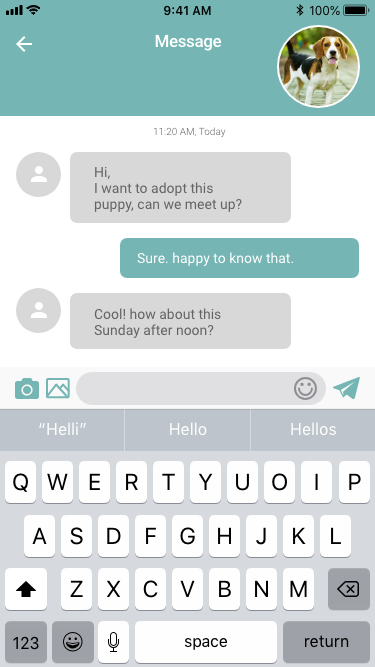 9:41 AM
100%
Message
11:20 AM, Today
Hi,
I want to adopt this
puppy, can we meet up?
Sure. happy to know that.
Cool! how about this
Sunday after noon?
“Helli” Hello Hellos
Q W E R T Y U O I P
A S D F G H J K L
Z X C V B N M
123 space return